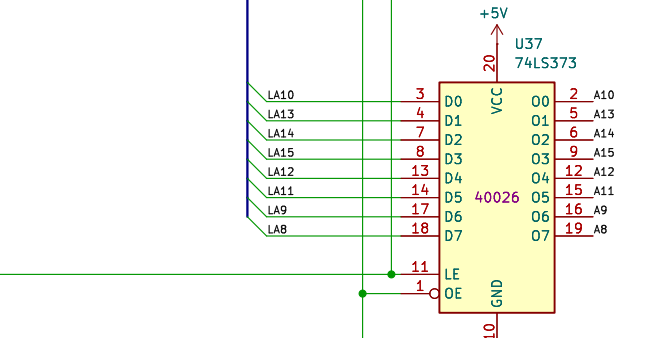 +5V
U37
74LS373
20
VCC
LA10 3 D0 O0 2 A10
LA13 4 D1 O1 5 A13
LA14 7 D2 O2 6 A14
LA15 8 D3 O3 9 A15
LA12 13 D4 O4 12 A12
LA11 14 D5 40026 O5 15 A11
LA9 17 D6 O6 16 A9
LA8 18 D7 O7 19 A8
11 LE
1 OE
GND
10